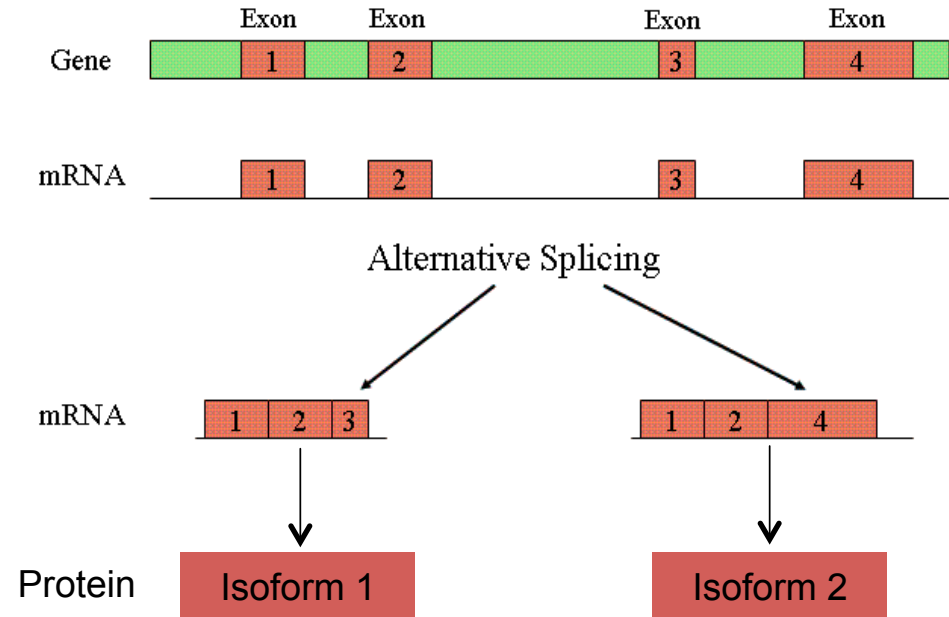 Exon Exon Exon Exon
Gene 1 2 3 4
mRNA 1 2 3 4
Alternative Splicing
mRNA 1 2 3 1 2 4
Protein Isoform 1 Isoform 2